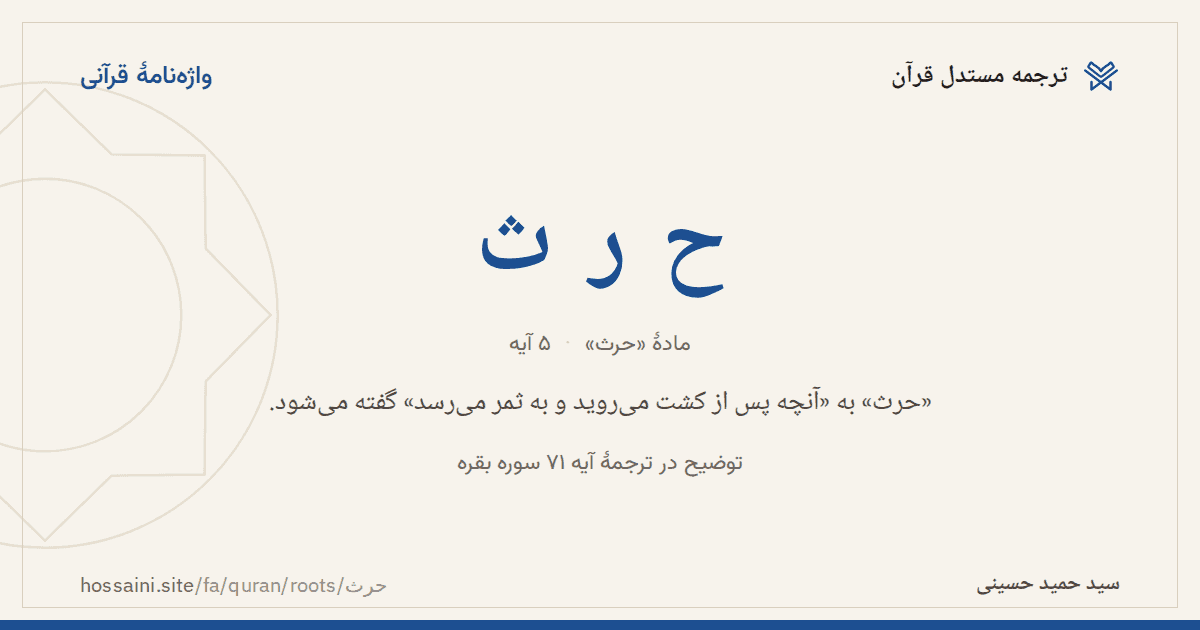 ترجمه مستدل قرآن
واژه‌نامهٔ قرآنی
ح ر ث
مادهٔ «حرث» · ۵ آیه
«حرث» به «آنچه پس از کشت می‌روید و به ثمر می‌رسد» گفته می‌شود.
توضیح در ترجمهٔ آیه ۷۱ سوره بقره
سید حمید حسینی
hossaini.site/fa/quran/roots/حرث